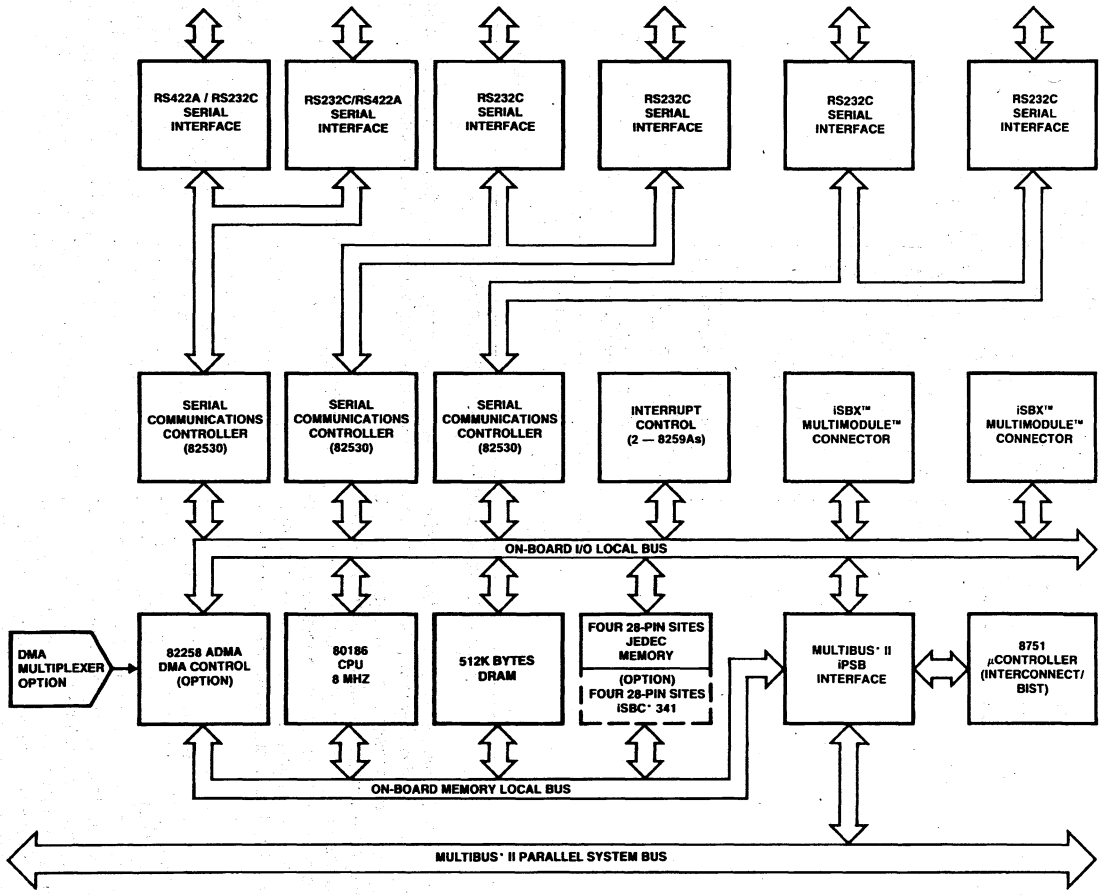 RS422A / RS232C
SERIAL
INTERFACE
RS232C/RS422A
SERIAL
INTERFACE
RS232C
SERIAL
INTERFACE
RS232C
SERIAL
INTERFACE
RS232C
SERIAL
INTERFACE
RS232C
SERIAL
INTERFACE
SERIAL
COMMUNICATIONS
CONTROLLER
(82530)
SERIAL
COMMUNICATIONS
CONTROLLER
(82530)
SERIAL
COMMUNICATIONS
CONTROLLER
(82530)
INTERRUPT
CONTROL
(2 — 8259As)
iSBX™
MULTIMODULE™
CONNECTOR
iSBX™
MULTIMODULE™
CONNECTOR
ON-BOARD I/O LOCAL BUS
DMA
MULTIPLEXER
OPTION
82258 ADMA
DMA CONTROL
(OPTION)
80186
CPU
8 MHZ
512K BYTES
DRAM
FOUR 28-PIN SITES
JEDEC
MEMORY
(OPTION)
FOUR 28-PIN SITES
iSBC* 341
MULTIBUS* II
iPSB
INTERFACE
8751
μCONTROLLER
(INTERCONNECT/
BIST)
ON-BOARD MEMORY LOCAL BUS
MULTIBUS* II PARALLEL SYSTEM BUS